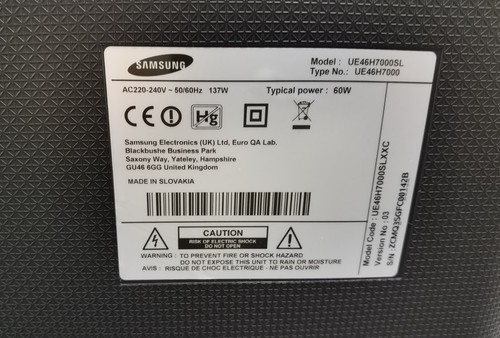 SAMSUNG
Model : UE46H7000SL
Type No.: UE46H7000
AC220-240V ~ 50/60Hz 137W
Typical power : 60W
CE
Hg
Samsung Electronics (UK) Ltd, Euro QA Lab.
Blackbushe Business Park
Saxony Way, Yateley, Hampshire
GU46 6GG United Kingdom
MADE IN SLOVAKIA
CAUTION
RISK OF ELECTRIC SHOCK
DO NOT OPEN
WARNING : TO PREVENT FIRE OR SHOCK HAZARD
DO NOT EXPOSE THIS UNIT TO RAIN OR MOISTURE
AVIS : RISQUE DE CHOC ELECTRIQUE - NE PAS OUVRIR
Model Code : UE46H7000SLXXC
Version No : 03
S/N ZCMQ3SGFC00142B